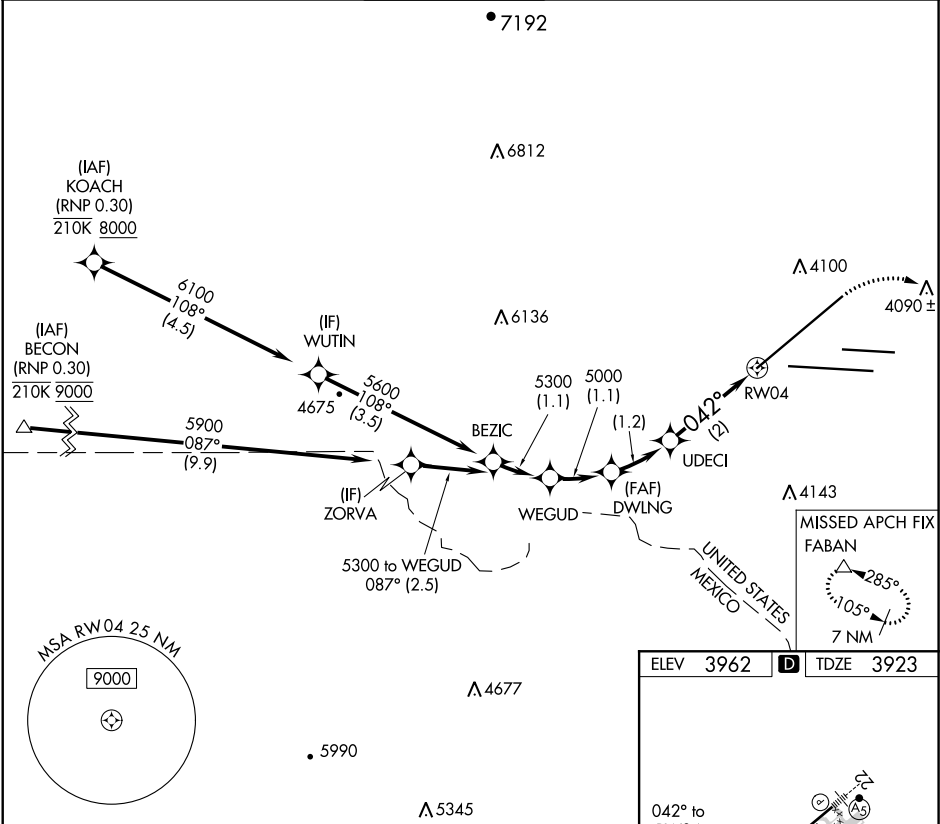 7192
6812
(IAF)
KOACH
(RNP 0.30)
210K 8000
6100
108°
(4.5)
4100
4090 ±
6136
(IAF)
BECON
(RNP 0.30)
210K 9000
(IF)
WUTIN
4675
5600
108°
(3.5)
5300
(1.1)
5000
(1.1)
(1.2)
042°
(2)
RW04
5900
087°
(9.9)
BEZIC
UDECI
(IF)
ZORVA
WEGUD
(FAF)
DWLNG
4143
5300 to WEGUD
087° (2.5)
UNITED STATES
MEXICO
MISSED APCH FIX
FABAN
285°
105°
7 NM
MSA RW04 25 NM
9000
4677
5990
5345
ELEV 3962
D
TDZE 3923
042° to
22
P
A5